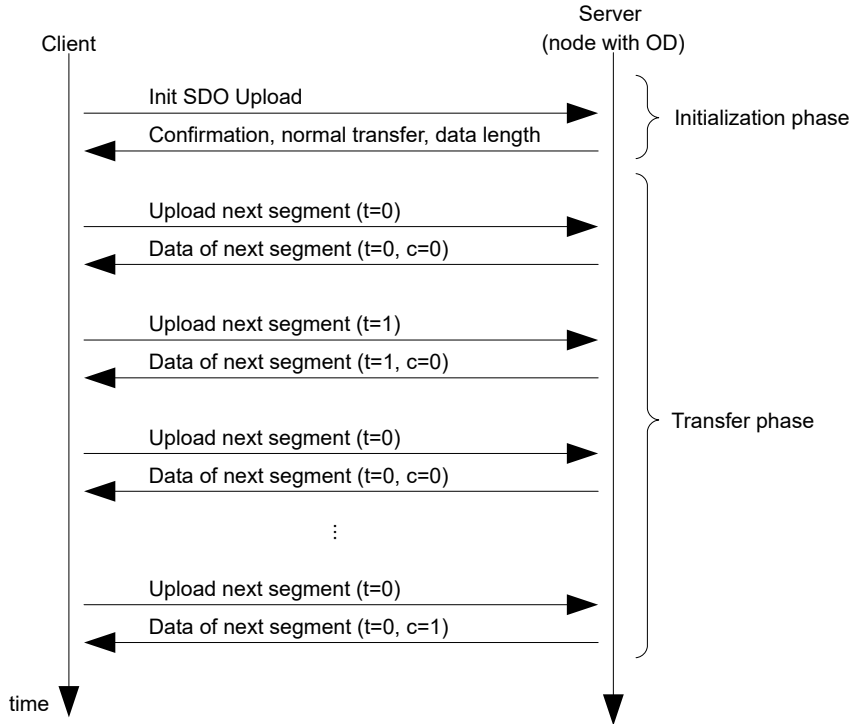 Server
Client
(node with OD)
Init SDO Upload
Initialization phase
Confirmation, normal transfer, data length
Upload next segment (t=0)
Data of next segment (t=0, c=0)
Upload next segment (t=1)
Data of next segment (t=1, c=0)
Transfer phase
Upload next segment (t=0)
Data of next segment (t=0, c=0)
...
Upload next segment (t=0)
Data of next segment (t=0, c=1)
time